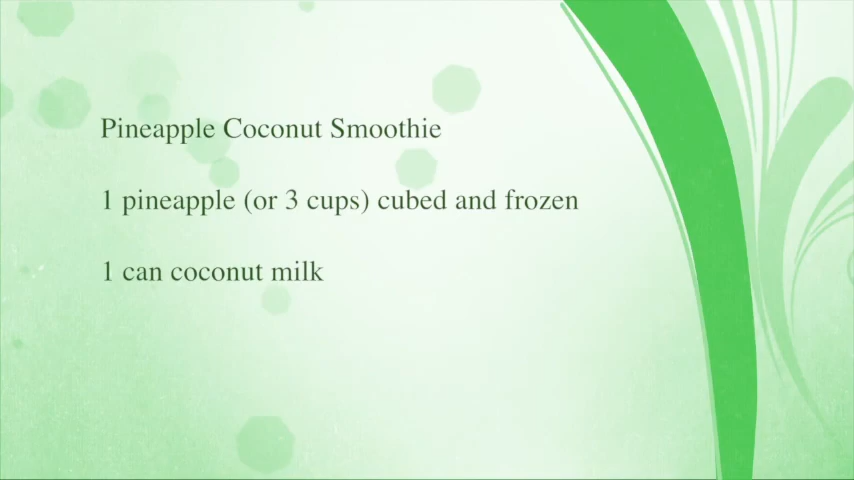 Pineapple Coconut Smoothie
1 pineapple (or 3 cups) cubed and frozen
1 can coconut milk